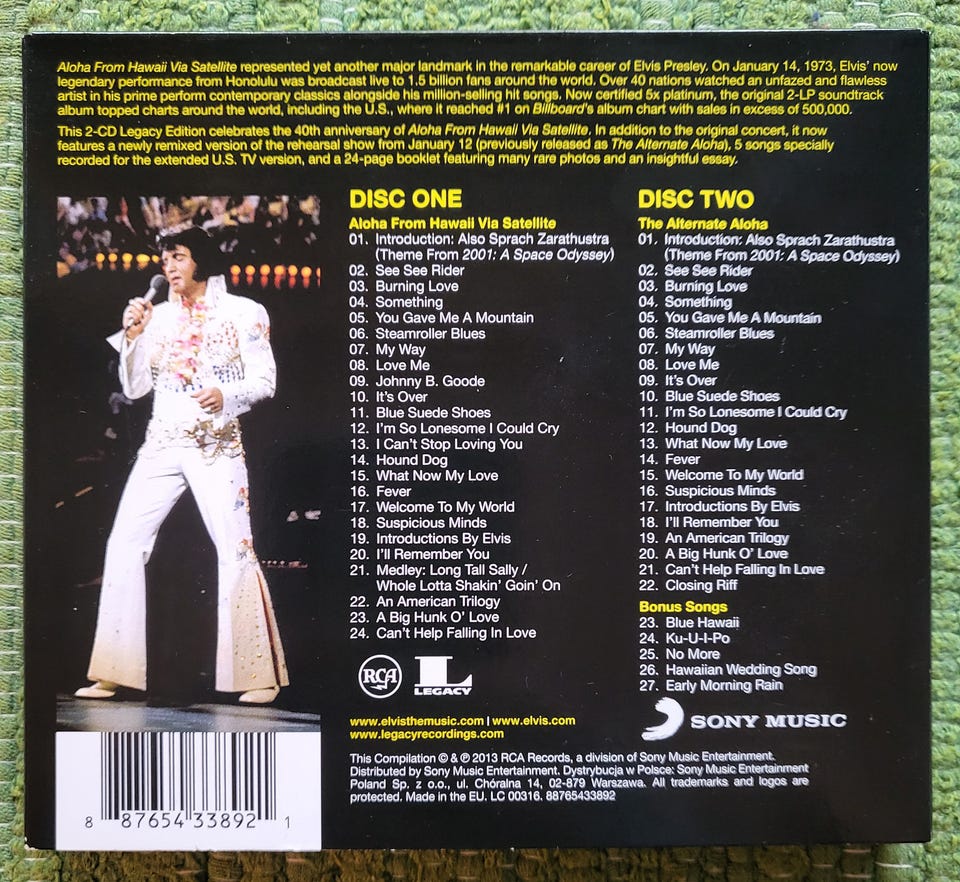 Aloha From Hawaii Via Satellite represented yet another major landmark in the remarkable career of Elvis Presley. On January 14, 1973, Elvis' now
legendary performance from Honolulu was broadcast live to 1.5 billion fans around the world. Over 40 nations watched an unfazed and flawless
artist in his prime perform contemporary classics alongside his million-selling hit songs. Now certified 5x platinum, the original 2-LP soundtrack
album topped charts around the world, including the U.S., where it reached #1 on Billboard's album chart with sales in excess of 500,000.
This 2-CD Legacy Edition celebrates the 40th anniversary of Aloha From Hawaii Via Satellite. In addition to the original concert, it now
features a newly remixed version of the rehearsal show from January 12 (previously released as The Alternate Aloha), 5 songs specially
recorded for the extended U.S. TV version, and a 24-page booklet featuring many rare photos and an insightful essay.
DISC ONE
Aloha From Hawaii Via Satellite
01. Introduction: Also Sprach Zarathustra
(Theme From 2001: A Space Odyssey)
02. See See Rider
03. Burning Love
04. Something
05. You Gave Me A Mountain
06. Steamroller Blues
07. My Way
08. Love Me
09. Johnny B. Goode
10. It's Over
11. Blue Suede Shoes
12. I'm So Lonesome I Could Cry
13. I Can't Stop Loving You
14. Hound Dog
15. What Now My Love
16. Fever
17. Welcome To My World
18. Suspicious Minds
19. Introductions By Elvis
20. I'll Remember You
21. Medley: Long Tall Sally /
Whole Lotta Shakin' Goin' On
22. An American Trilogy
23. A Big Hunk O' Love
24. Can't Help Falling In Love
DISC TWO
The Alternate Aloha
01. Introduction: Also Sprach Zarathustra
(Theme From 2001: A Space Odyssey)
02. See See Rider
03. Burning Love
04. Something
05. You Gave Me A Mountain
06. Steamroller Blues
07. My Way
08. Love Me
09. It's Over
10. Blue Suede Shoes
11. I'm So Lonesome I Could Cry
12. Hound Dog
13. What Now My Love
14. Fever
15. Welcome To My World
16. Suspicious Minds
17. Introductions By Elvis
18. I'll Remember You
19. An American Trilogy
20. A Big Hunk O' Love
21. Can't Help Falling In Love
22. Closing Riff
Bonus Songs
23. Blue Hawaii
24. Ku-U-I-Po
25. No More
26. Hawaiian Wedding Song
27. Early Morning Rain
RCA
L
LEGACY
SONY MUSIC
www.elvisthemusic.com | www.elvis.com
www.legacyrecordings.com
This Compilation © & ℗ 2013 RCA Records, a division of Sony Music Entertainment.
Distributed by Sony Music Entertainment. Dystrybucja w Polsce: Sony Music Entertainment
Poland Sp. z o.o., ul. Chóralna 14, 02-879 Warszawa. All trademarks and logos are
protected. Made in the EU. LC 00316. 88765433892
8 87654 33892 1